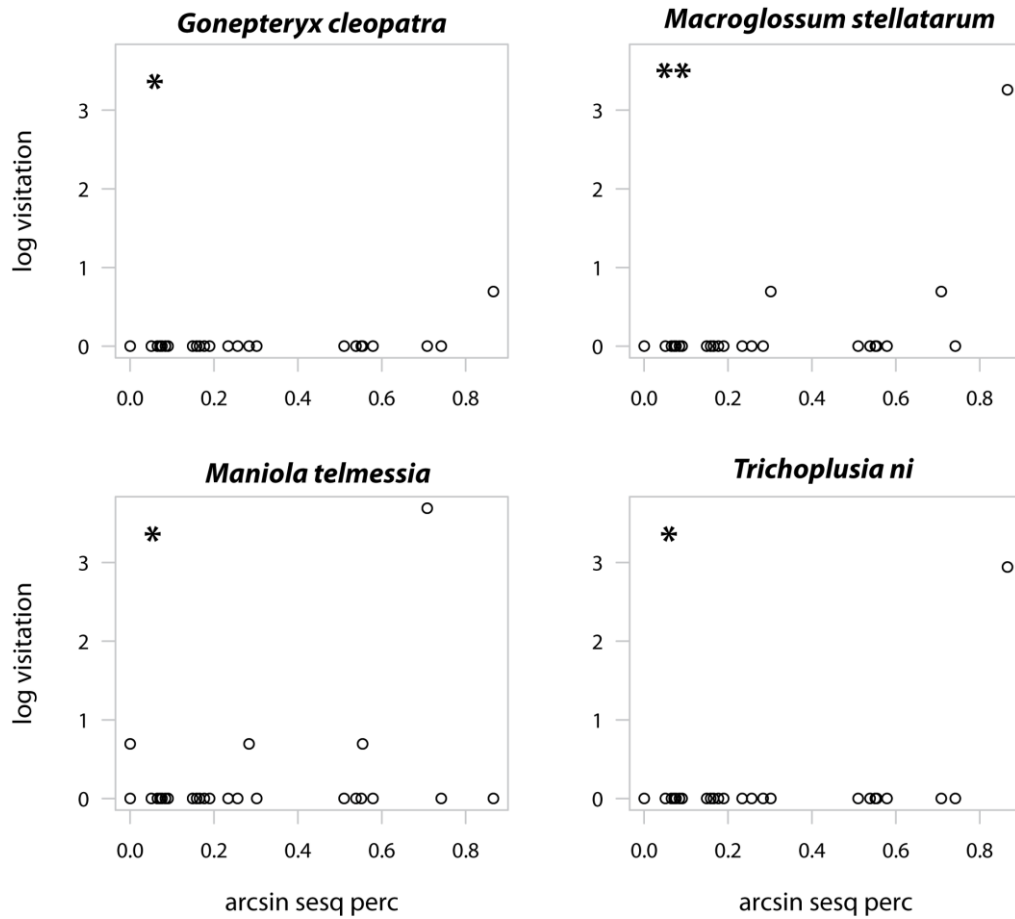 Gonepteryx cleopatra
*
3
2
1
0
log visitation
0.0 0.2 0.4 0.6 0.8
Macroglossum stellatarum
**
3
2
1
0
0.0 0.2 0.4 0.6 0.8
Maniola telmessia
*
3
2
1
0
log visitation
0.0 0.2 0.4 0.6 0.8
arcsin sesq perc
Trichoplusia ni
*
3
2
1
0
0.0 0.2 0.4 0.6 0.8
arcsin sesq perc